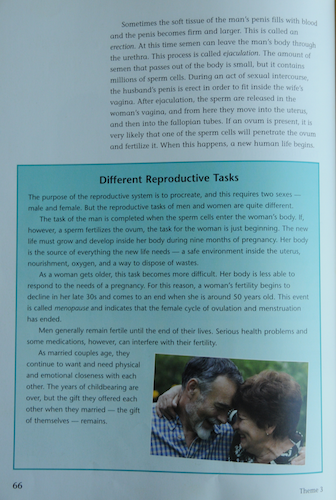 Sometimes the soft tissue of the man's penis fills with blood
and the penis becomes firm and larger. This is called an
erection. At this time semen can leave the man's body through
the urethra. This process is called ejaculation. The amount of
semen that passes out of the body is small, but it contains
millions of sperm cells. During an act of sexual intercourse,
the husband's penis is erect in order to fit inside the wife's
vagina. After ejaculation, the sperm are released in the
woman's vagina, and from here they move into the uterus,
and then into the fallopian tubes. If an ovum is present, it is
very likely that one of the sperm cells will penetrate the ovum
and fertilize it. When this happens, a new human life begins.
Different Reproductive Tasks
The purpose of the reproductive system is to procreate, and this requires two sexes —
male and female. But the reproductive tasks of men and women are quite different.
The task of the man is completed when the sperm cells enter the woman's body. If,
however, a sperm fertilizes the ovum, the task for the woman is just beginning. The new
life must grow and develop inside her body during nine months of pregnancy. Her body
is the source of everything the new life needs — a safe environment inside the uterus,
nourishment, oxygen, and a way to dispose of wastes.
As a woman gets older, this task becomes more difficult. Her body is less able to
respond to the needs of a pregnancy. For this reason, a woman's fertility begins to
decline in her late 30s and comes to an end when she is around 50 years old. This event
is called menopause and indicates that the female cycle of ovulation and menstruation
has ended.
Men generally remain fertile until the end of their lives. Serious health problems and
some medications, however, can interfere with their fertility.
As married couples age, they
continue to want and need physical
and emotional closeness with each
other. The years of childbearing are
over, but the gift they offered each
other when they married — the gift
of themselves — remains.
66
Theme 3